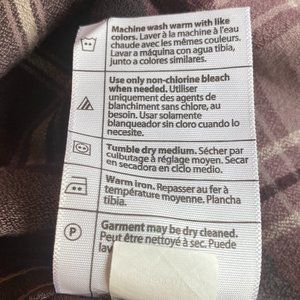 Machine wash warm with like
colors. Laver à la machine à l'eau
chaude avec les mêmes couleurs.
Lavar a máquina con agua tibia,
junto a colores similares.
Use only non-chlorine bleach
when needed. Utiliser
uniquement des agents de
blanchiment sans chlore, au
besoin. Usar solamente
blanqueador sin cloro cuando lo
necesite.
Tumble dry medium. Sécher par
culbutage à réglage moyen. Secar
en secadora en ciclo medio.
Warm iron. Repasser au fer à
température moyenne. Plancha
tibia.
P
Garment may be dry cleaned.
Peut être nettoyé à sec. Puede